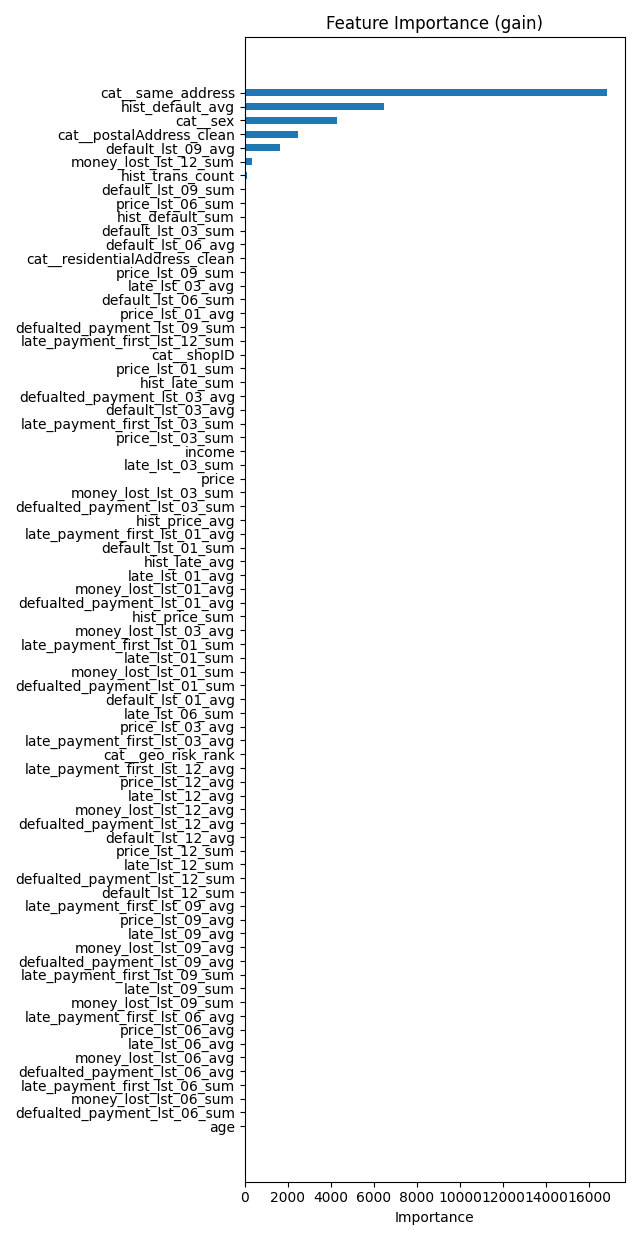 Feature Importance (gain)
cat__same_address
hist_default_avg
cat__sex
cat__postalAddress_clean
default_lst_09_avg
money_lost_lst_12_sum
hist_trans_count
default_lst_09_sum
price_lst_06_sum
hist_default_sum
default_lst_03_sum
default_lst_06_avg
cat__residentialAddress_clean
price_lst_09_sum
late_lst_03_avg
default_lst_06_sum
price_lst_01_avg
defualted_payment_lst_09_sum
late_payment_first_lst_12_sum
cat__shopID
price_lst_01_sum
hist_late_sum
defualted_payment_lst_03_avg
default_lst_03_avg
late_payment_first_lst_03_sum
price_lst_03_sum
income
late_lst_03_sum
price
money_lost_lst_03_sum
defualted_payment_lst_03_sum
hist_price_avg
late_payment_first_lst_01_avg
default_lst_01_sum
hist_late_avg
late_lst_01_avg
money_lost_lst_01_avg
defualted_payment_lst_01_avg
hist_price_sum
money_lost_lst_03_avg
late_payment_first_lst_01_sum
late_lst_01_sum
money_lost_lst_01_sum
defualted_payment_lst_01_sum
default_lst_01_avg
late_lst_06_sum
price_lst_03_avg
late_payment_first_lst_03_avg
cat__geo_risk_rank
late_payment_first_lst_12_avg
price_lst_12_avg
late_lst_12_avg
money_lost_lst_12_avg
defualted_payment_lst_12_avg
default_lst_12_avg
price_lst_12_sum
late_lst_12_sum
defualted_payment_lst_12_sum
default_lst_12_sum
late_payment_first_lst_09_avg
price_lst_09_avg
late_lst_09_avg
money_lost_lst_09_avg
defualted_payment_lst_09_avg
late_payment_first_lst_09_sum
late_lst_09_sum
money_lost_lst_09_sum
late_payment_first_lst_06_avg
price_lst_06_avg
late_lst_06_avg
money_lost_lst_06_avg
defualted_payment_lst_06_avg
late_payment_first_lst_06_sum
money_lost_lst_06_sum
defualted_payment_lst_06_sum
age
0 2000 4000 6000 8000 10000 12000 14000 16000
Importance